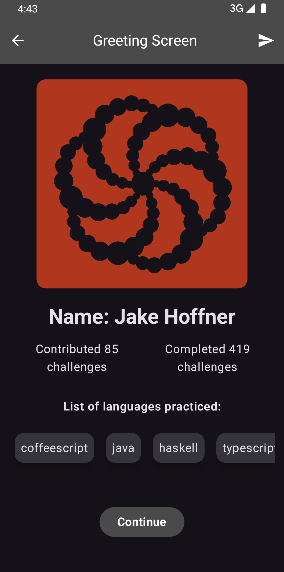 4:43 3G
Greeting Screen
Name: Jake Hoffner
Contributed 85
challenges
Completed 419
challenges
List of languages practiced:
coffeescript java haskell typescrip
Continue